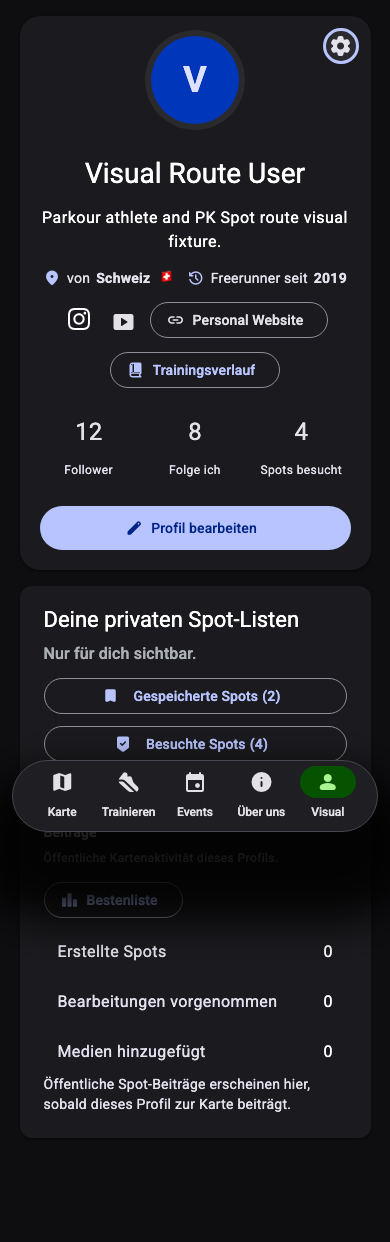 V
Visual Route User
Parkour athlete and PK Spot route visual
fixture.
von Schweiz
Freerunner seit 2019
Personal Website
Trainingsverlauf
12
8
4
Follower
Folge ich
Spots besucht
Profil bearbeiten
Deine privaten Spot-Listen
Nur für dich sichtbar.
Gespeicherte Spots (2)
Besuchte Spots (4)
Karte
Trainieren
Events
Über uns
Visual
Beiträge
Öffentliche Kartenaktivität dieses Profils.
Bestenliste
Erstellte Spots 0
Bearbeitungen vorgenommen 0
Medien hinzugefügt 0
Öffentliche Spot-Beiträge erscheinen hier,
sobald dieses Profil zur Karte beiträgt.